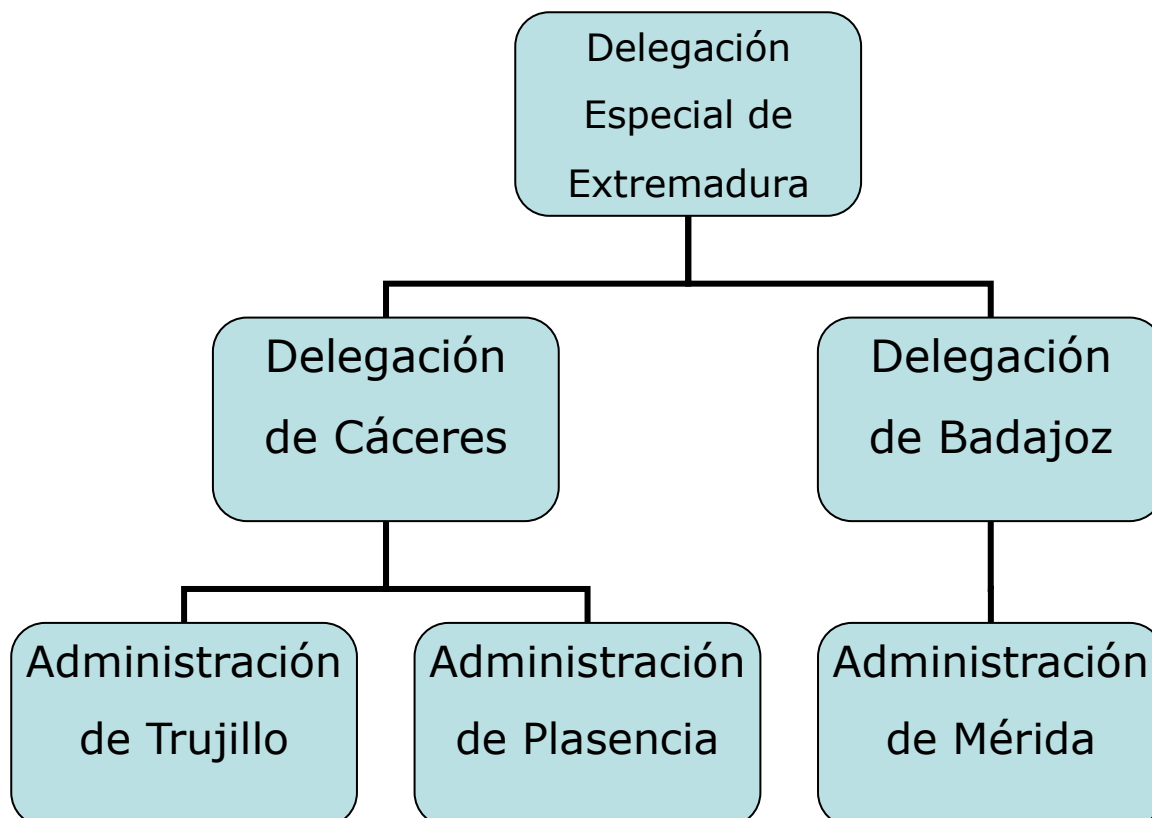 Delegación
Especial de
Extremadura
Delegación
de Cáceres
Delegación
de Badajoz
Administración
de Trujillo
Administración
de Plasencia
Administración
de Mérida